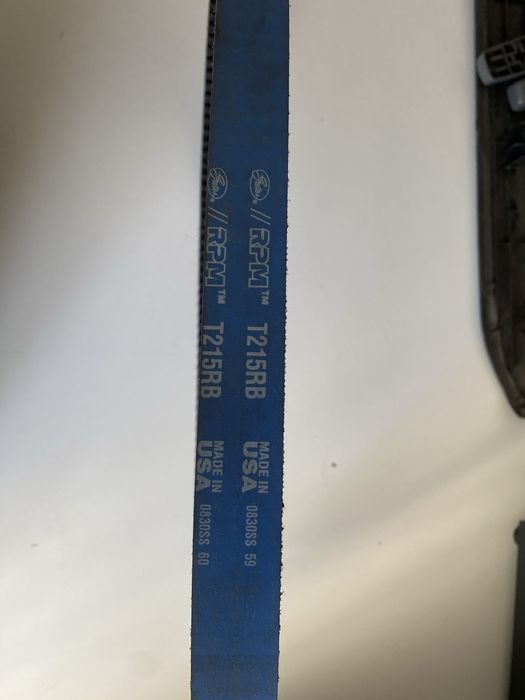 Gates® //RPM™ T215RB MADE IN USA 0830SS 59
Gates® //RPM™ T215RB MADE IN USA 0830SS 60